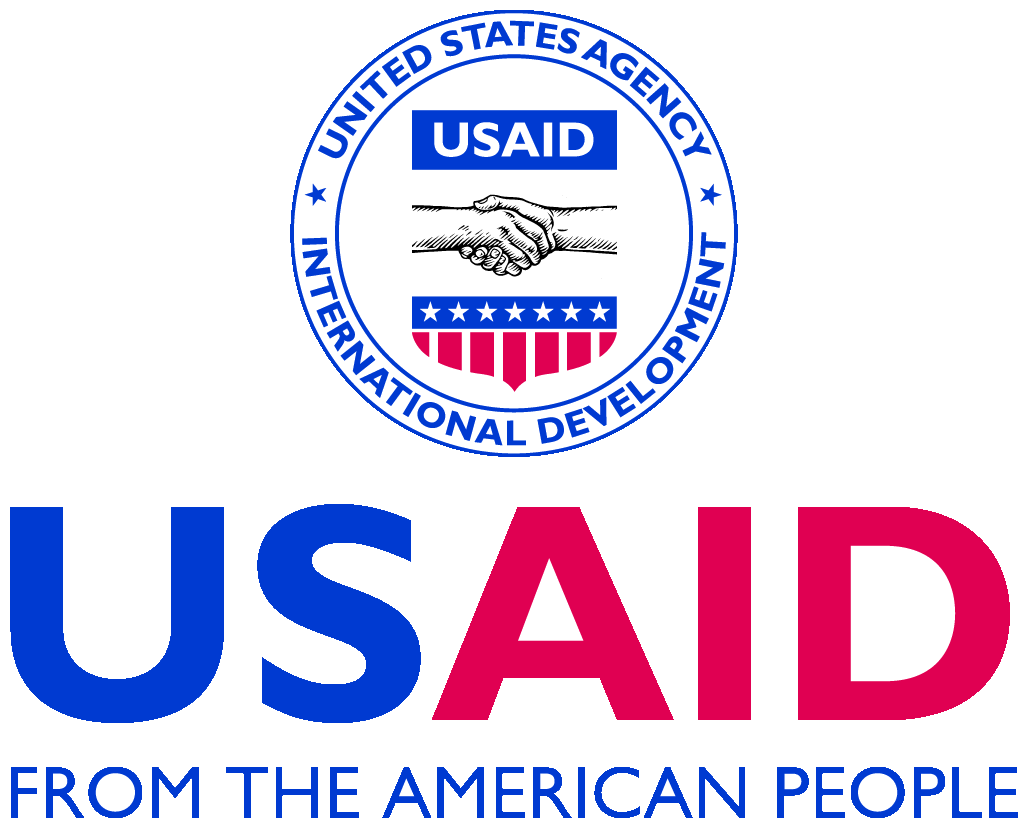 UNITED STATES AGENCY
USAID
INTERNATIONAL DEVELOPMENT
USAID
FROM THE AMERICAN PEOPLE